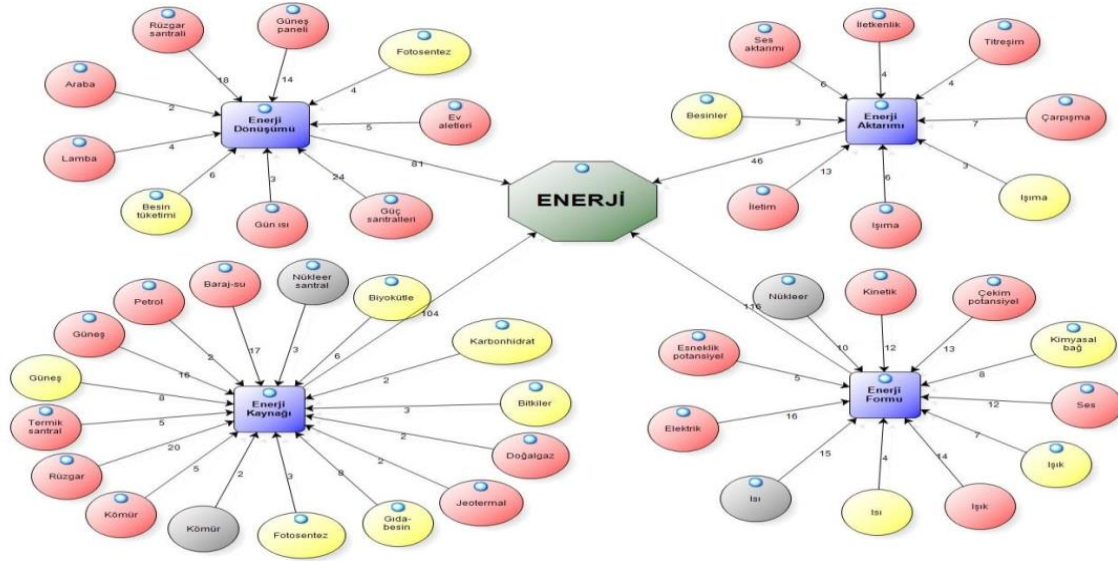 Rüzgar
santrali
Güneş
paneli
Fotosentez
Araba
18
14
4
2
Enerji
Dönüşümü
5
Ev
aletleri
Lamba
4
81
6
3
24
Besin
tüketimi
Gün ısı
Güç
santralleri
ENERJİ
Ses
aktarımı
İletkenlik
Titreşim
6
4
4
Besinler
3
Enerji
Aktarımı
7
Çarpışma
46
13
6
3
İletim
Işıma
Işıma
Petrol
Baraj-su
Nükleer
santral
Biyokütle
104
Güneş
2
17
3
6
Karbonhidrat
16
2
Güneş
8
Enerji
Kaynağı
3
Bitkiler
Termik
santral
5
2
Doğalgaz
Rüzgar
20
5
2
3
8
2
Kömür
Kömür
Fotosentez
Gıda-
besin
Jeotermal
116
Nükleer
Kinetik
Çekim
potansiyel
10
12
13
Esneklik
potansiyel
5
8
Kimyasal
bağ
Elektrik
16
Enerji
Formu
12
Ses
15
4
14
7
Işık
Isı
Isı
Işık